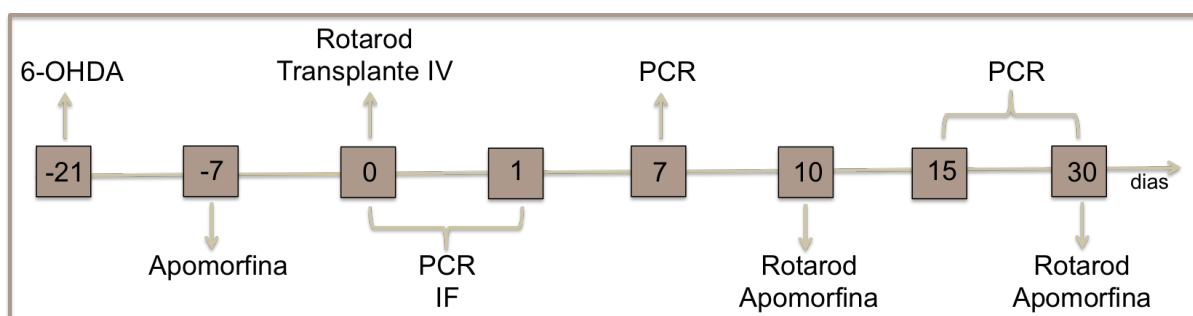 6-OHDA
Rotarod
Transplante IV
PCR
PCR
-21
-7
0
1
7
10
15
30
dias
Apomorfina
PCR
IF
Rotarod
Apomorfina
Rotarod
Apomorfina